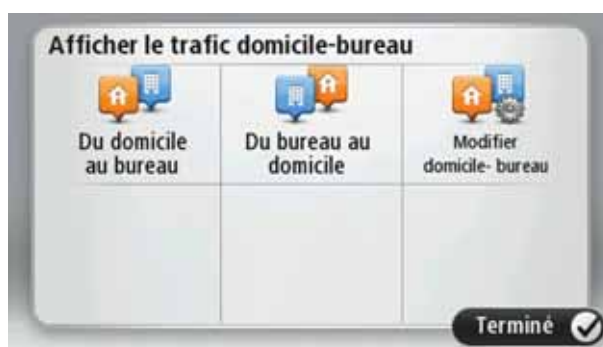 Afficher le trafic domicile-bureau
Du domicile
au bureau
Du bureau au
domicile
Modifier
domicile- bureau
Terminé